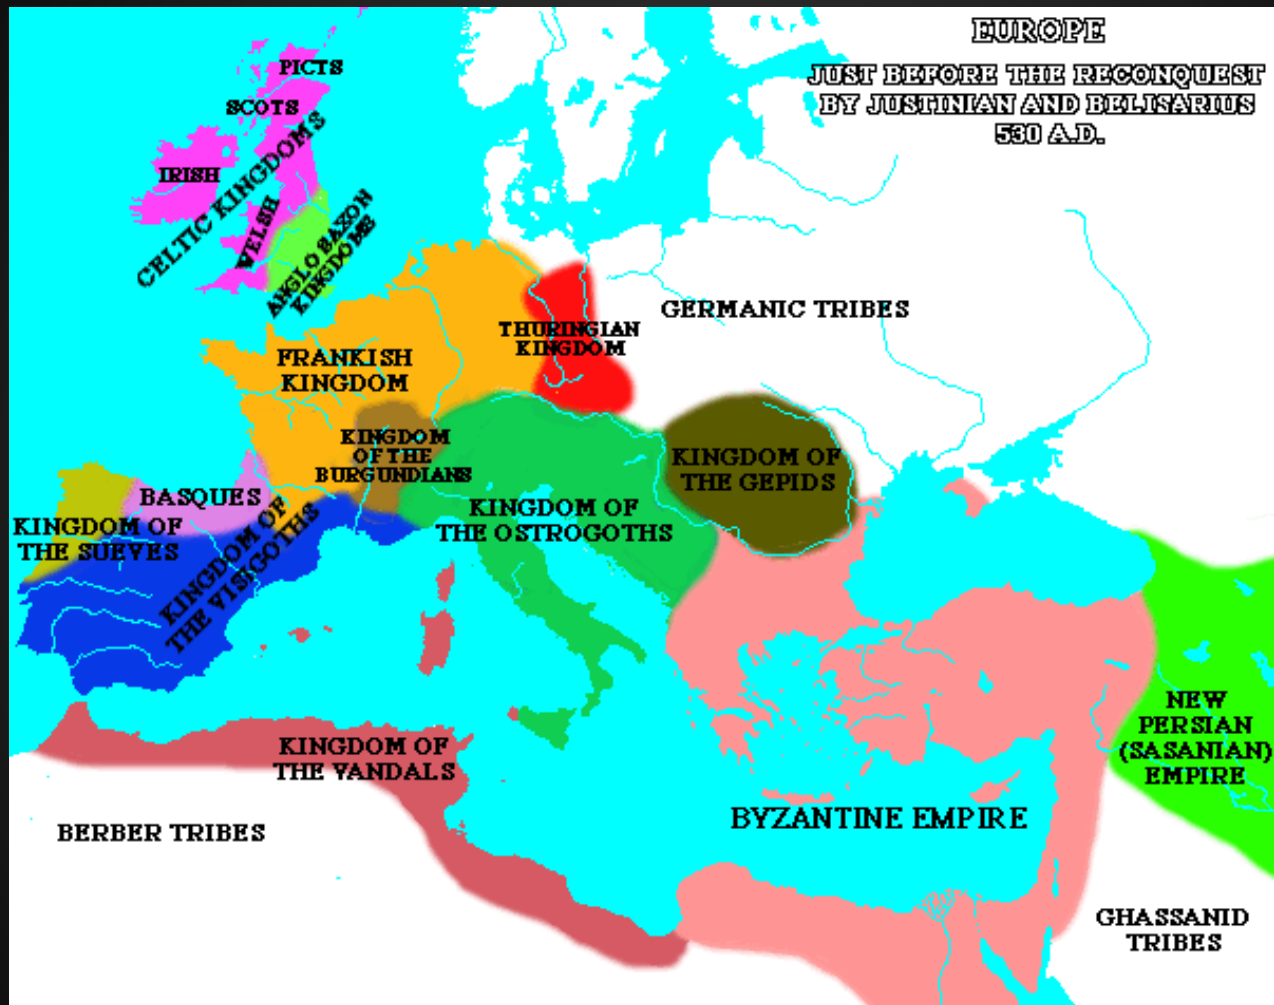 EUROPE
JUST BEFORE THE RECONQUEST
BY JUSTINIAN AND BELISARIUS
530 A.D.
PICTS
SCOTS
IRISH
CELTIC KINGDOMS
WELSH
ANGLO SAXON
KINGDOMS
GERMANIC TRIBES
THURINGIAN
KINGDOM
FRANKISH
KINGDOM
KINGDOM
OF THE
BURGUNDIANS
KINGDOM OF
THE GEPIDS
BASQUES
KINGDOM OF
THE SUEVES
KINGDOM OF
THE VISIGOTHS
KINGDOM OF
THE OSTROGOTHS
KINGDOM OF
THE VANDALS
NEW
PERSIAN
(SASANIAN)
EMPIRE
BYZANTINE EMPIRE
BERBER TRIBES
GHASSANID
TRIBES